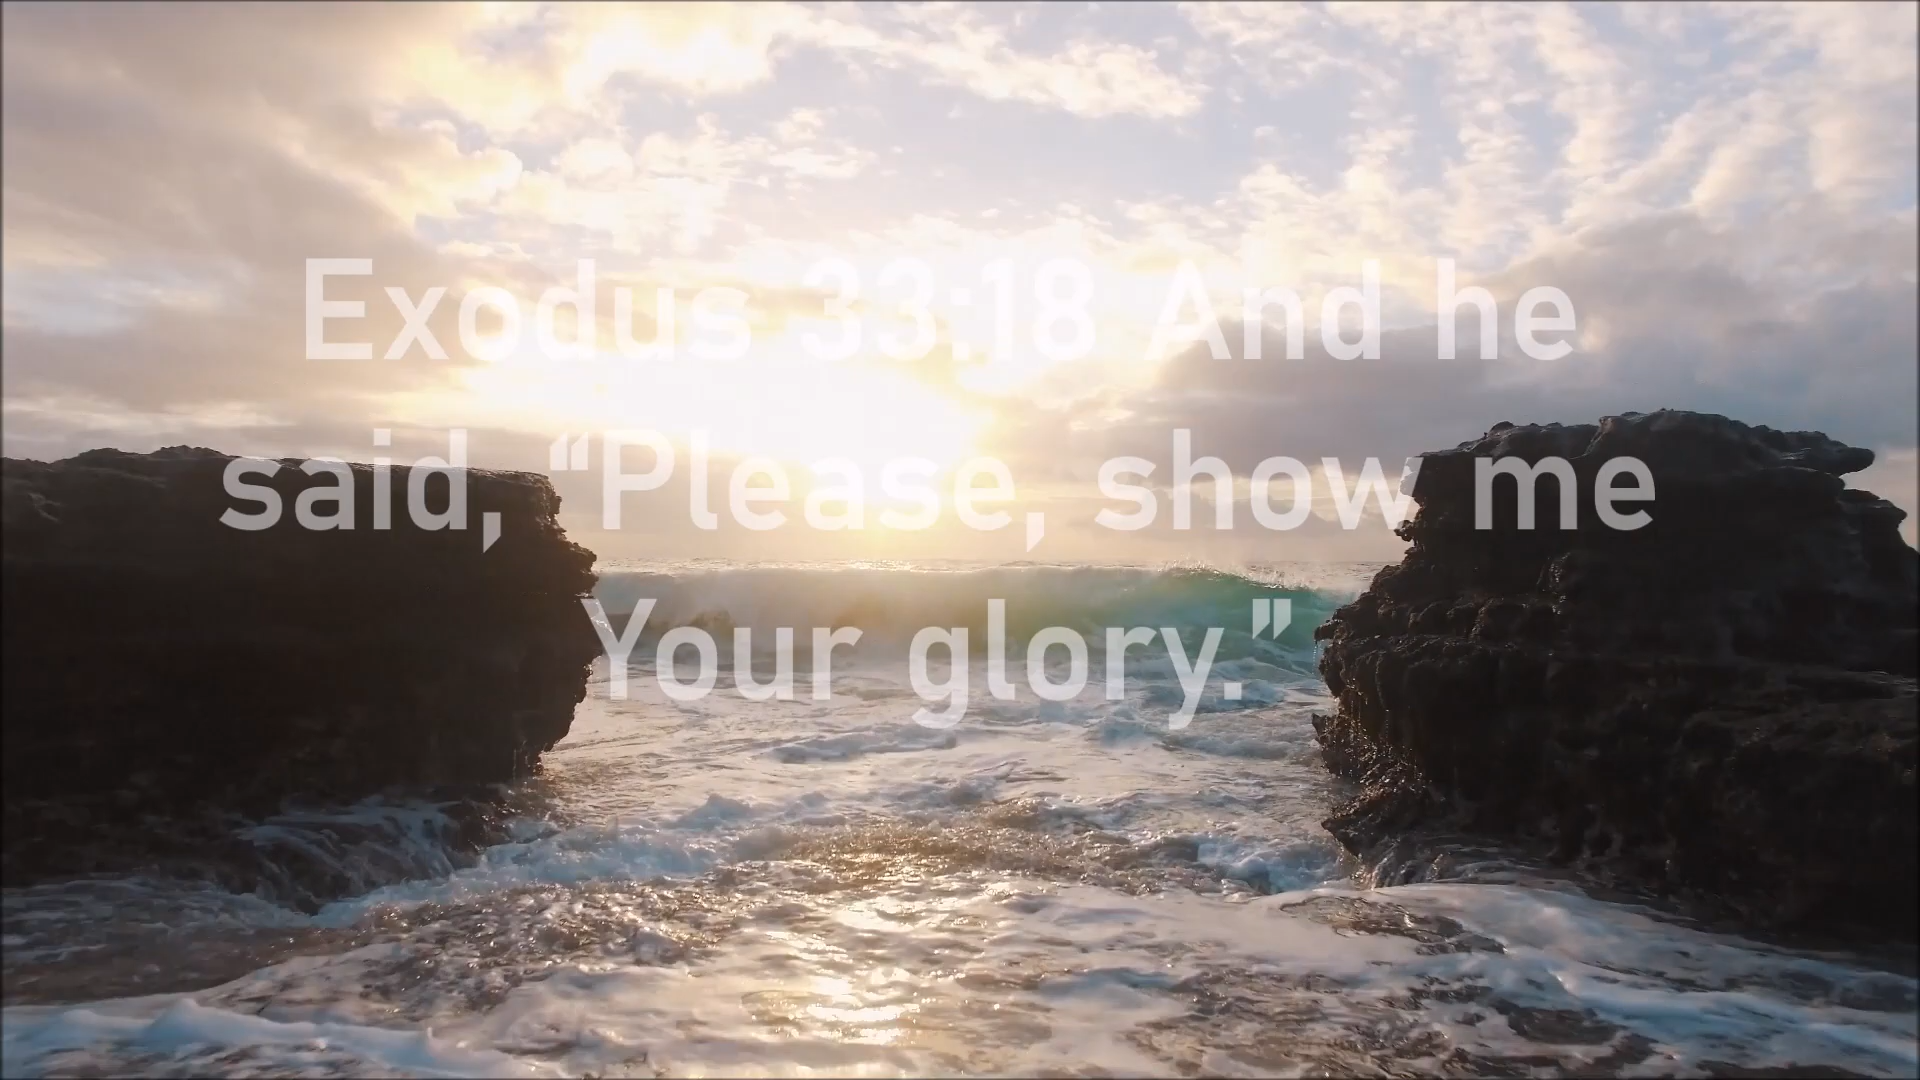 Exodus 33:18 And he
said, “Please, show me
Your glory.”